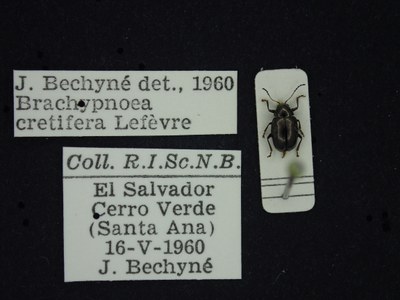 J. Bechyné det., 1960
Brachypnoea
cretifera Lefèvre
Coll. R.I.Sc.N.B.
El Salvador
Cerro Verde
(Santa Ana)
16-V-1960
J. Bechyné